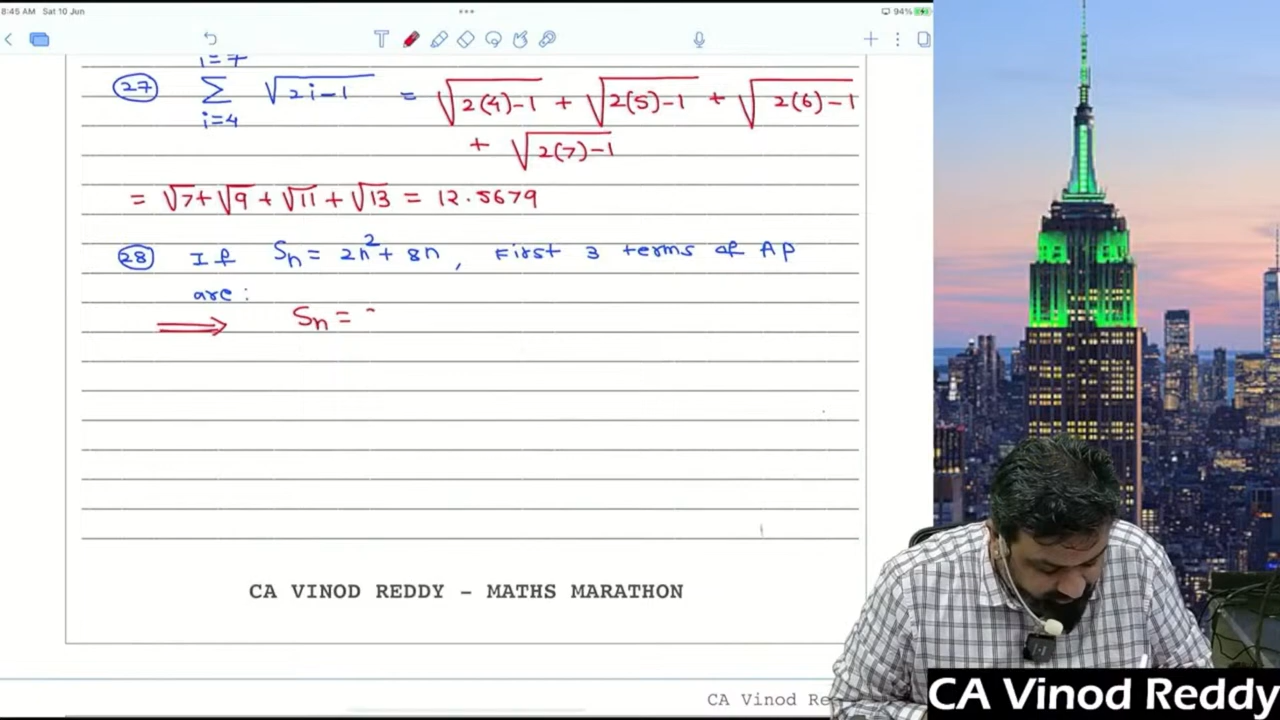 8:45 AM Sat 10 Jun
94%
i=7
27 ∑ √2i-1 = √2(4)-1 + √2(5)-1 + √2(6)-1
i=4
+ √2(7)-1
= √7+√9+√11+√13 = 12.5679
28 If Sn = 2n²+8n, First 3 terms of AP
are:
⟹ Sn =
CA VINOD REDDY - MATHS MARATHON
CA Vinod Re
CA Vinod Reddy